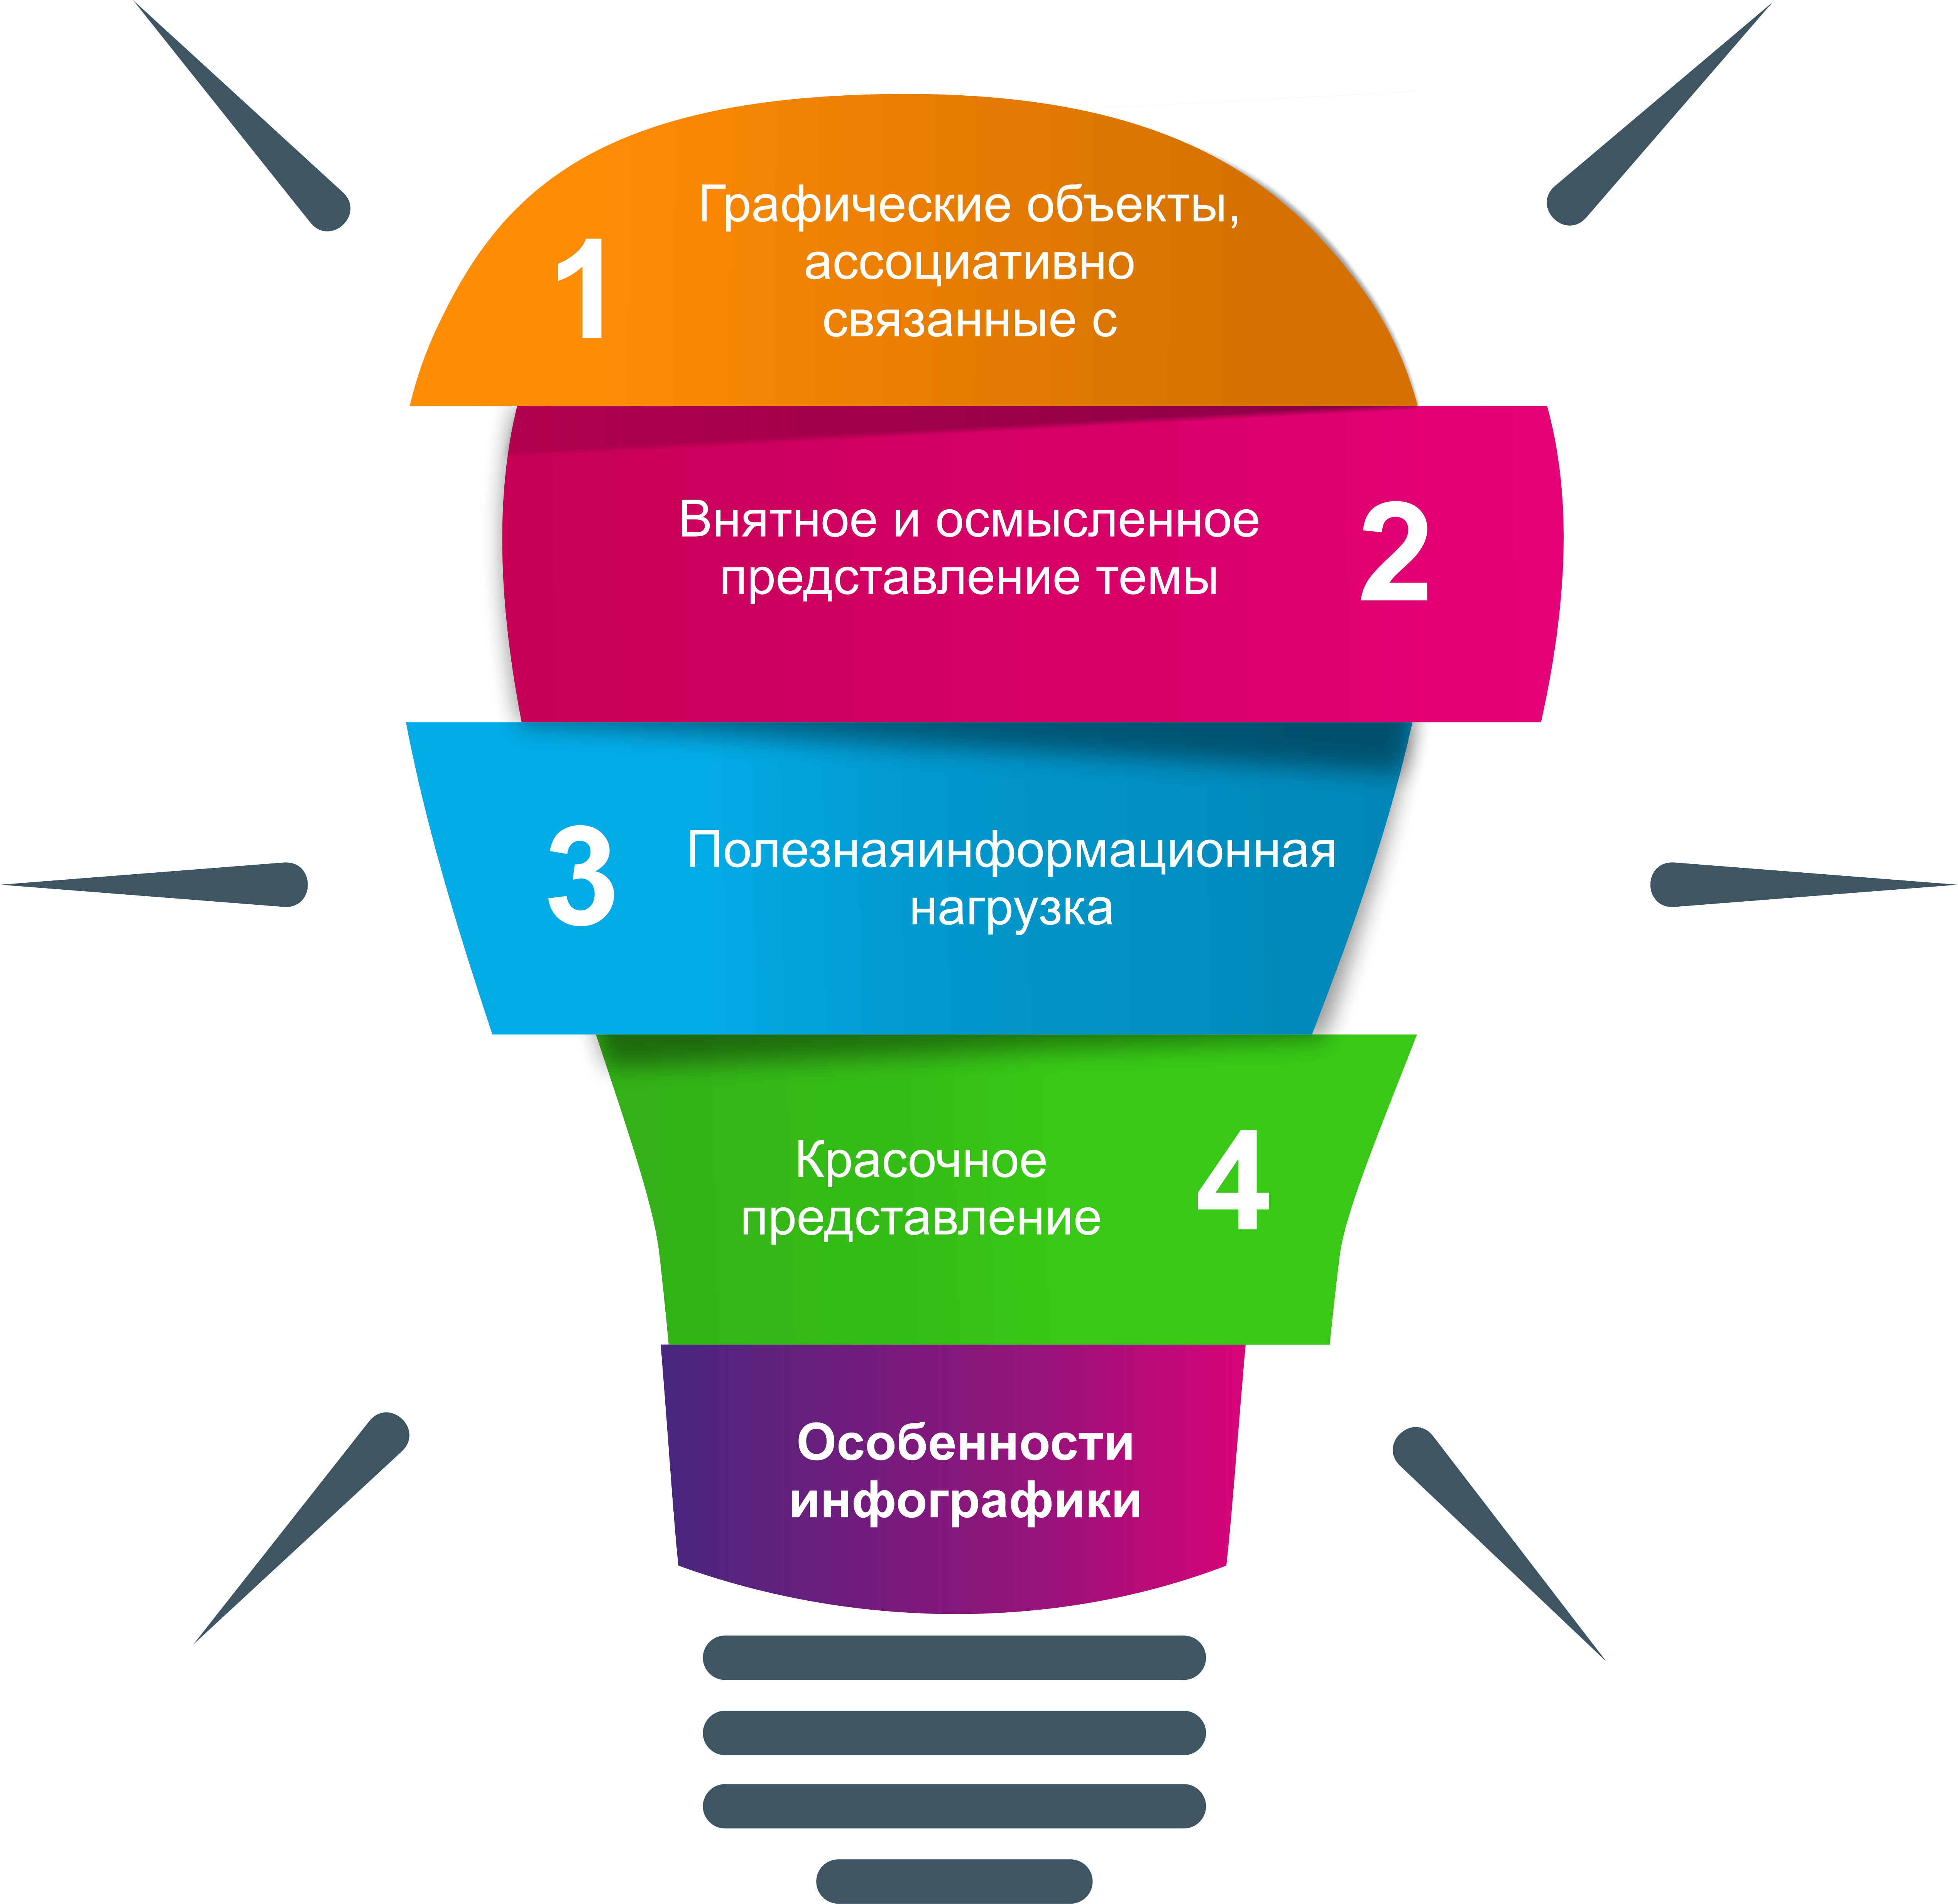 1
Графические объекты,
ассоциативно
связанные с
Внятное и осмысленное
представление темы
2
3
Полезнаяинформационная
нагрузка
Красочное
представление
4
Особенности
инфографики